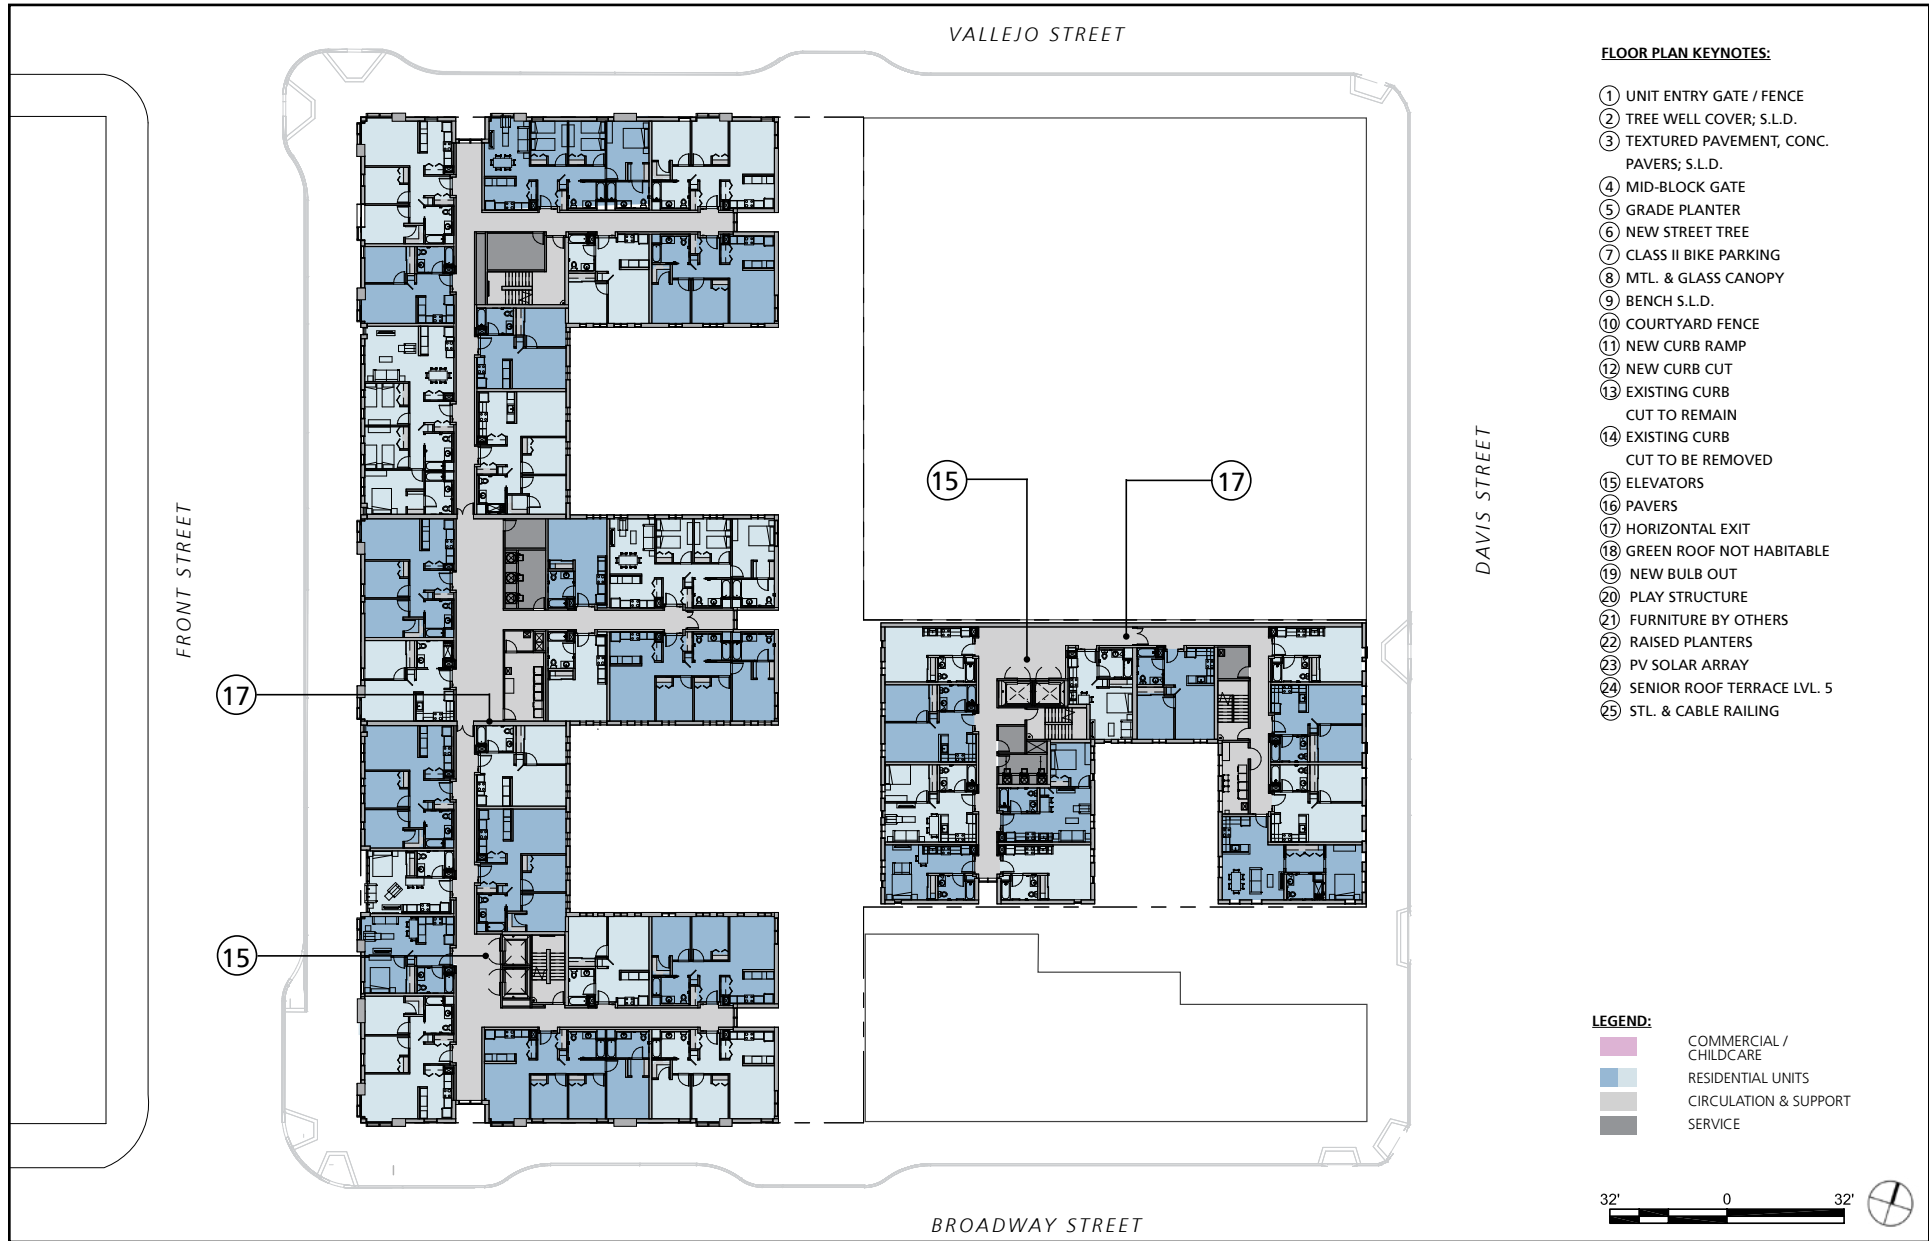 VALLEJO STREET
FLOOR PLAN KEYNOTES:
1 UNIT ENTRY GATE / FENCE
2 TREE WELL COVER; S.L.D.
3 TEXTURED PAVEMENT, CONC.
PAVERS; S.L.D.
4 MID-BLOCK GATE
5 GRADE PLANTER
6 NEW STREET TREE
7 CLASS II BIKE PARKING
8 MTL. & GLASS CANOPY
9 BENCH S.L.D.
10 COURTYARD FENCE
11 NEW CURB RAMP
12 NEW CURB CUT
13 EXISTING CURB
CUT TO REMAIN
14 EXISTING CURB
CUT TO BE REMOVED
15 ELEVATORS
16 PAVERS
17 HORIZONTAL EXIT
18 GREEN ROOF NOT HABITABLE
19 NEW BULB OUT
20 PLAY STRUCTURE
21 FURNITURE BY OTHERS
22 RAISED PLANTERS
23 PV SOLAR ARRAY
24 SENIOR ROOF TERRACE LVL. 5
25 STL. & CABLE RAILING
15
17
DAVIS STREET
FRONT STREET
17
15
LEGEND:
COMMERCIAL /
CHILDCARE
RESIDENTIAL UNITS
CIRCULATION & SUPPORT
SERVICE
32' 0 32'
BROADWAY STREET